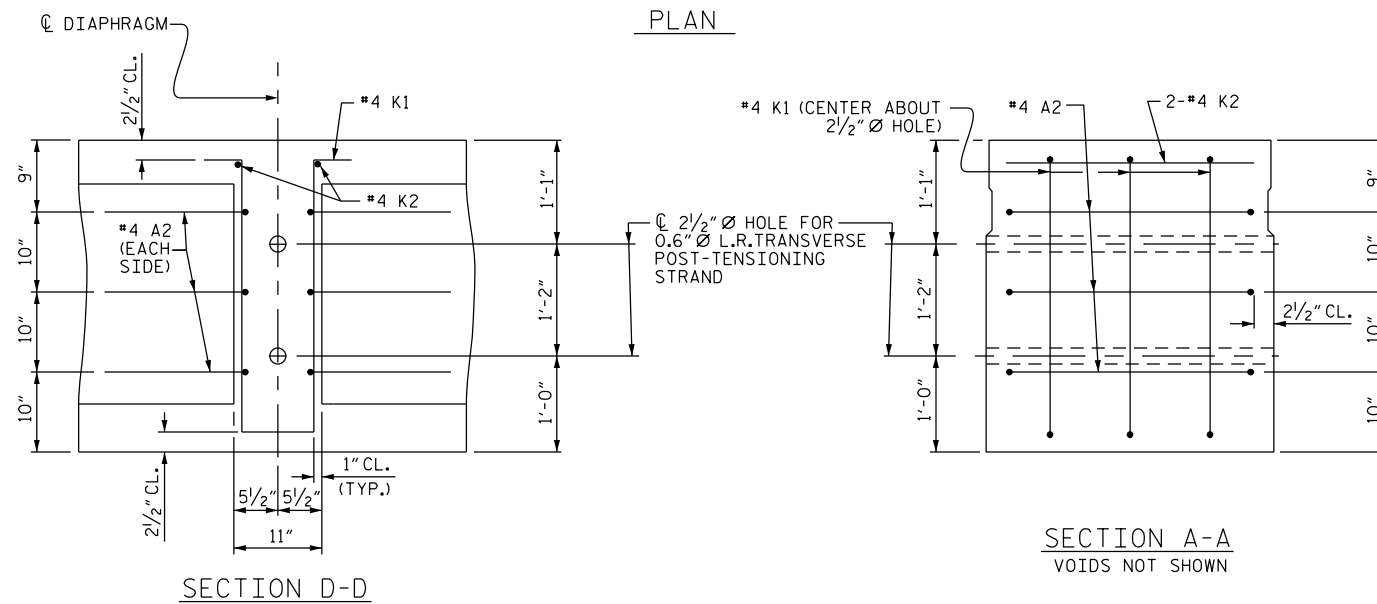 PLAN
℄ DIAPHRAGM
2½" CL.
#4 K1
#4 K2
#4 A2
(EACH
SIDE)
9"
10"
10"
10"
1'-1"
1'-2"
1'-0"
2½" CL.
5½"
5½"
11"
1" CL.
(TYP.)
SECTION D-D
℄ 2½" Ø HOLE FOR
0.6" Ø L.R. TRANSVERSE
POST-TENSIONING
STRAND
#4 K1 (CENTER ABOUT
2½" Ø HOLE)
#4 A2
2-#4 K2
1'-1"
1'-2"
1'-0"
9"
10"
10"
10"
2½" CL.
#4 A2
SECTION A-A
VOIDS NOT SHOWN